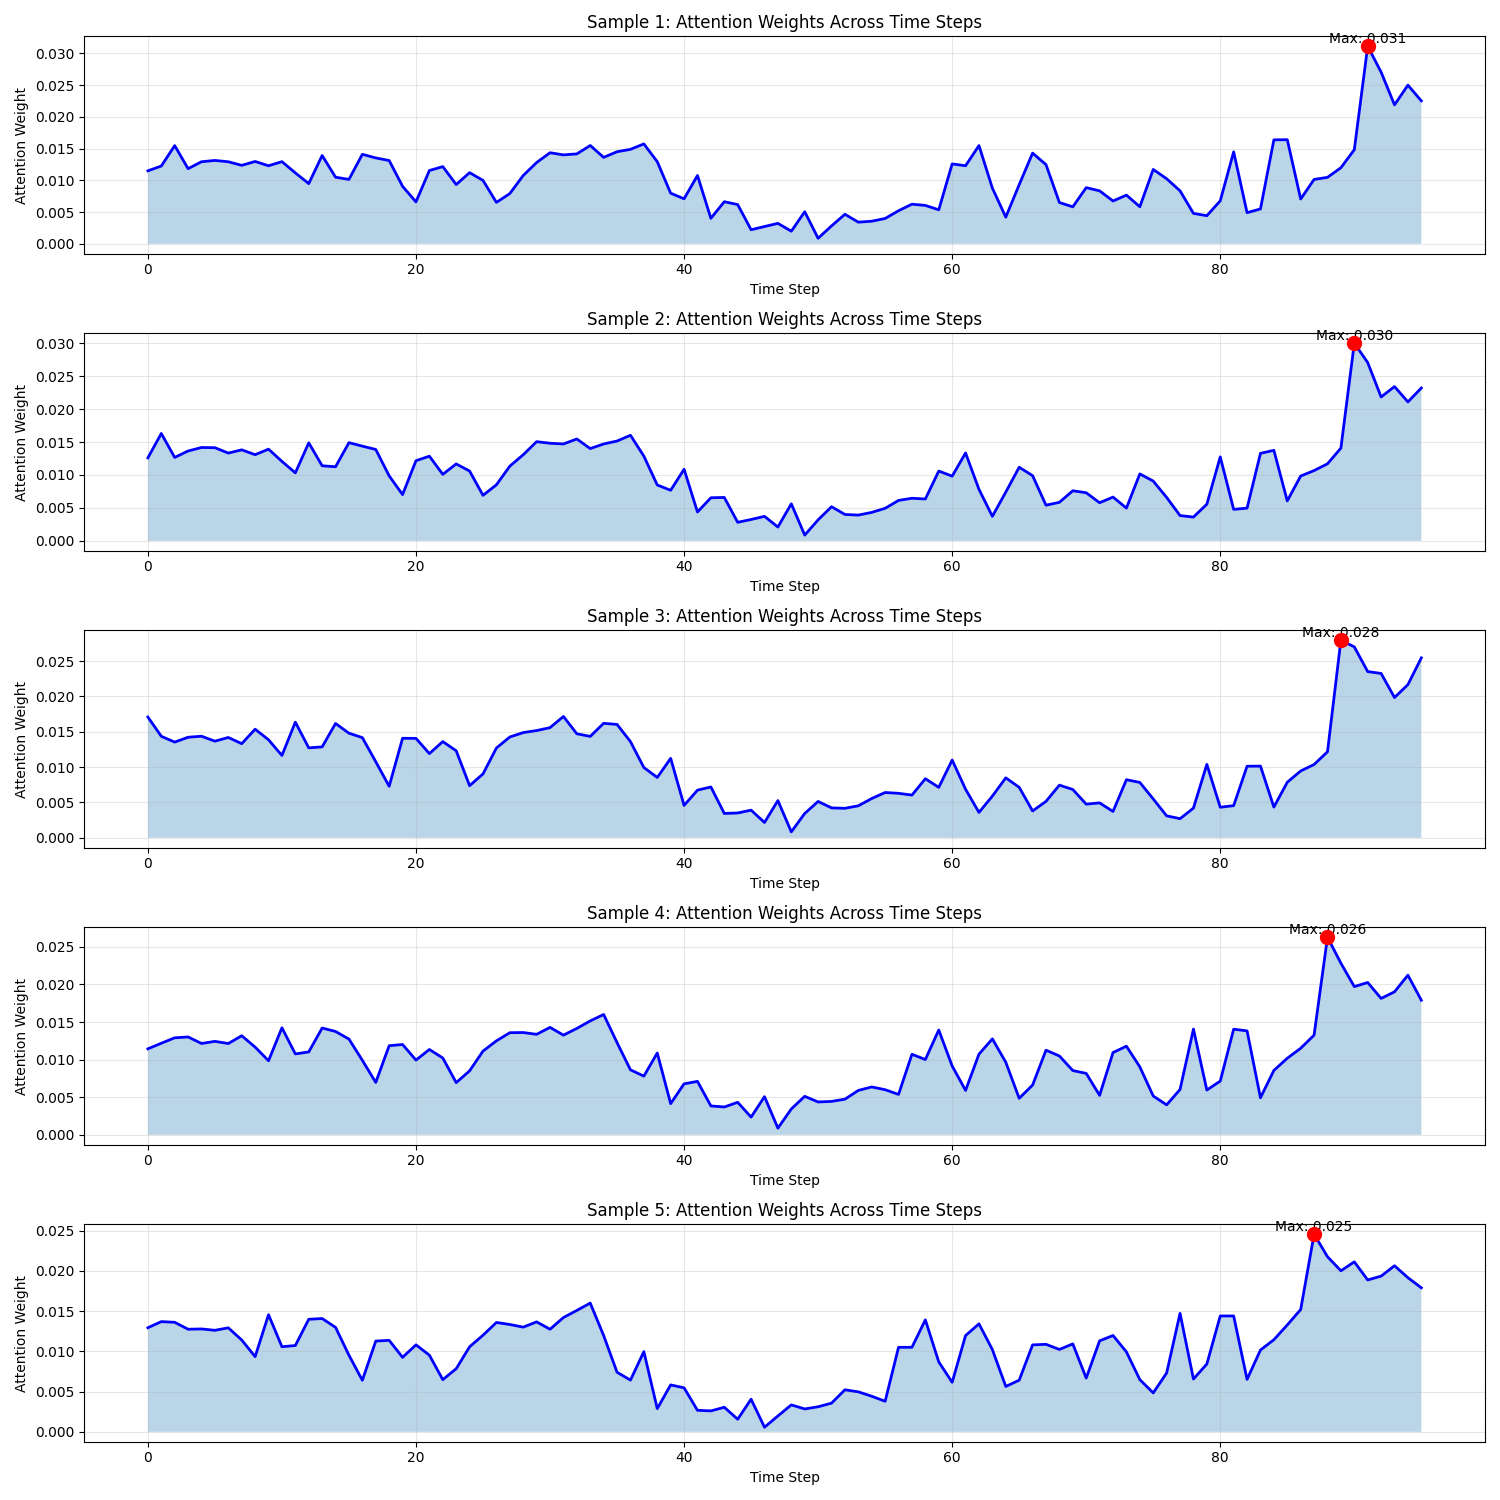 Sample 1: Attention Weights Across Time Steps
Max: 0.031
0.030
0.025
0.020
0.015
0.010
0.005
0.000
Attention Weight
0 20 40 60 80
Time Step
Sample 2: Attention Weights Across Time Steps
Max: 0.030
0.030
0.025
0.020
0.015
0.010
0.005
0.000
Attention Weight
0 20 40 60 80
Time Step
Sample 3: Attention Weights Across Time Steps
Max: 0.028
0.025
0.020
0.015
0.010
0.005
0.000
Attention Weight
0 20 40 60 80
Time Step
Sample 4: Attention Weights Across Time Steps
Max: 0.026
0.025
0.020
0.015
0.010
0.005
0.000
Attention Weight
0 20 40 60 80
Time Step
Sample 5: Attention Weights Across Time Steps
Max: 0.025
0.025
0.020
0.015
0.010
0.005
0.000
Attention Weight
0 20 40 60 80
Time Step